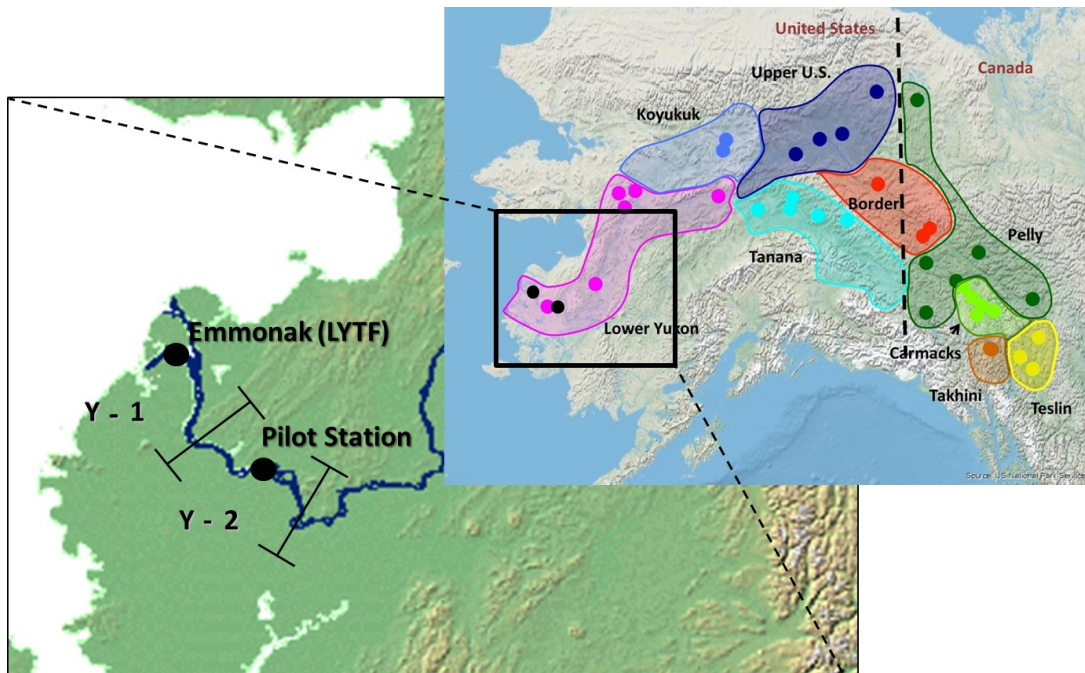 United States
Canada
Upper U.S.
Koyukuk
Border
Pelly
Tanana
Lower Yukon
Carmacks
Takhini
Teslin
Source: US National Park Service
Emmonak (LYTF)
Y - 1
Pilot Station
Y - 2